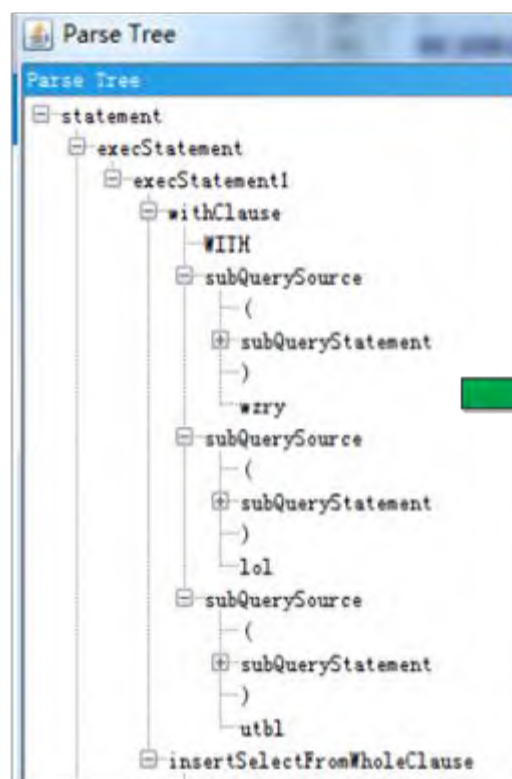 Parse Tree
Parse Tree
statement
execStatement
execStatement1
withClause
WITH
subQuerySource
(
subQueryStatement
)
wzry
subQuerySource
(
subQueryStatement
)
lol
subQuerySource
(
subQueryStatement
)
utbl
insertSelectFromWholeClause